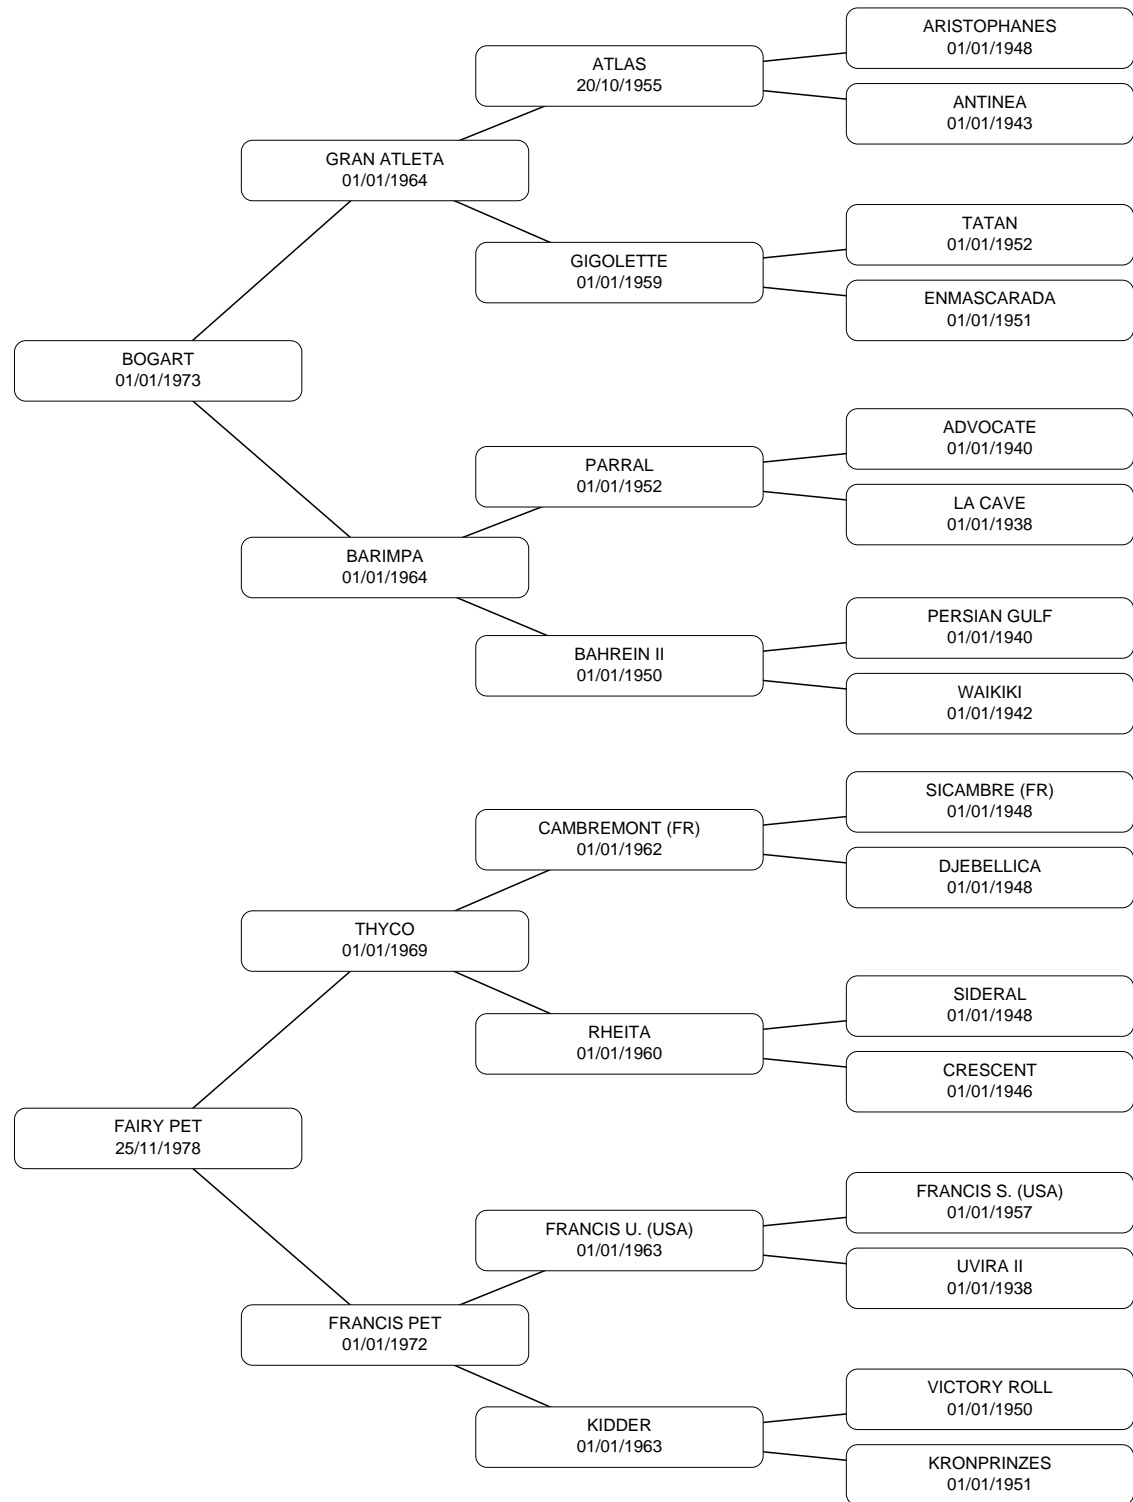 ARISTOPHANES
01/01/1948
ATLAS
20/10/1955
ANTINEA
01/01/1943
GRAN ATLETA
01/01/1964
TATAN
01/01/1952
GIGOLETTE
01/01/1959
ENMASCARADA
01/01/1951
BOGART
01/01/1973
ADVOCATE
01/01/1940
PARRAL
01/01/1952
LA CAVE
01/01/1938
BARIMPA
01/01/1964
PERSIAN GULF
01/01/1940
BAHREIN II
01/01/1950
WAIKIKI
01/01/1942
SICAMBRE (FR)
01/01/1948
CAMBREMONT (FR)
01/01/1962
DJEBELLICA
01/01/1948
THYCO
01/01/1969
SIDERAL
01/01/1948
RHEITA
01/01/1960
CRESCENT
01/01/1946
FAIRY PET
25/11/1978
FRANCIS S. (USA)
01/01/1957
FRANCIS U. (USA)
01/01/1963
UVIRA II
01/01/1938
FRANCIS PET
01/01/1972
VICTORY ROLL
01/01/1950
KIDDER
01/01/1963
KRONPRINZES
01/01/1951